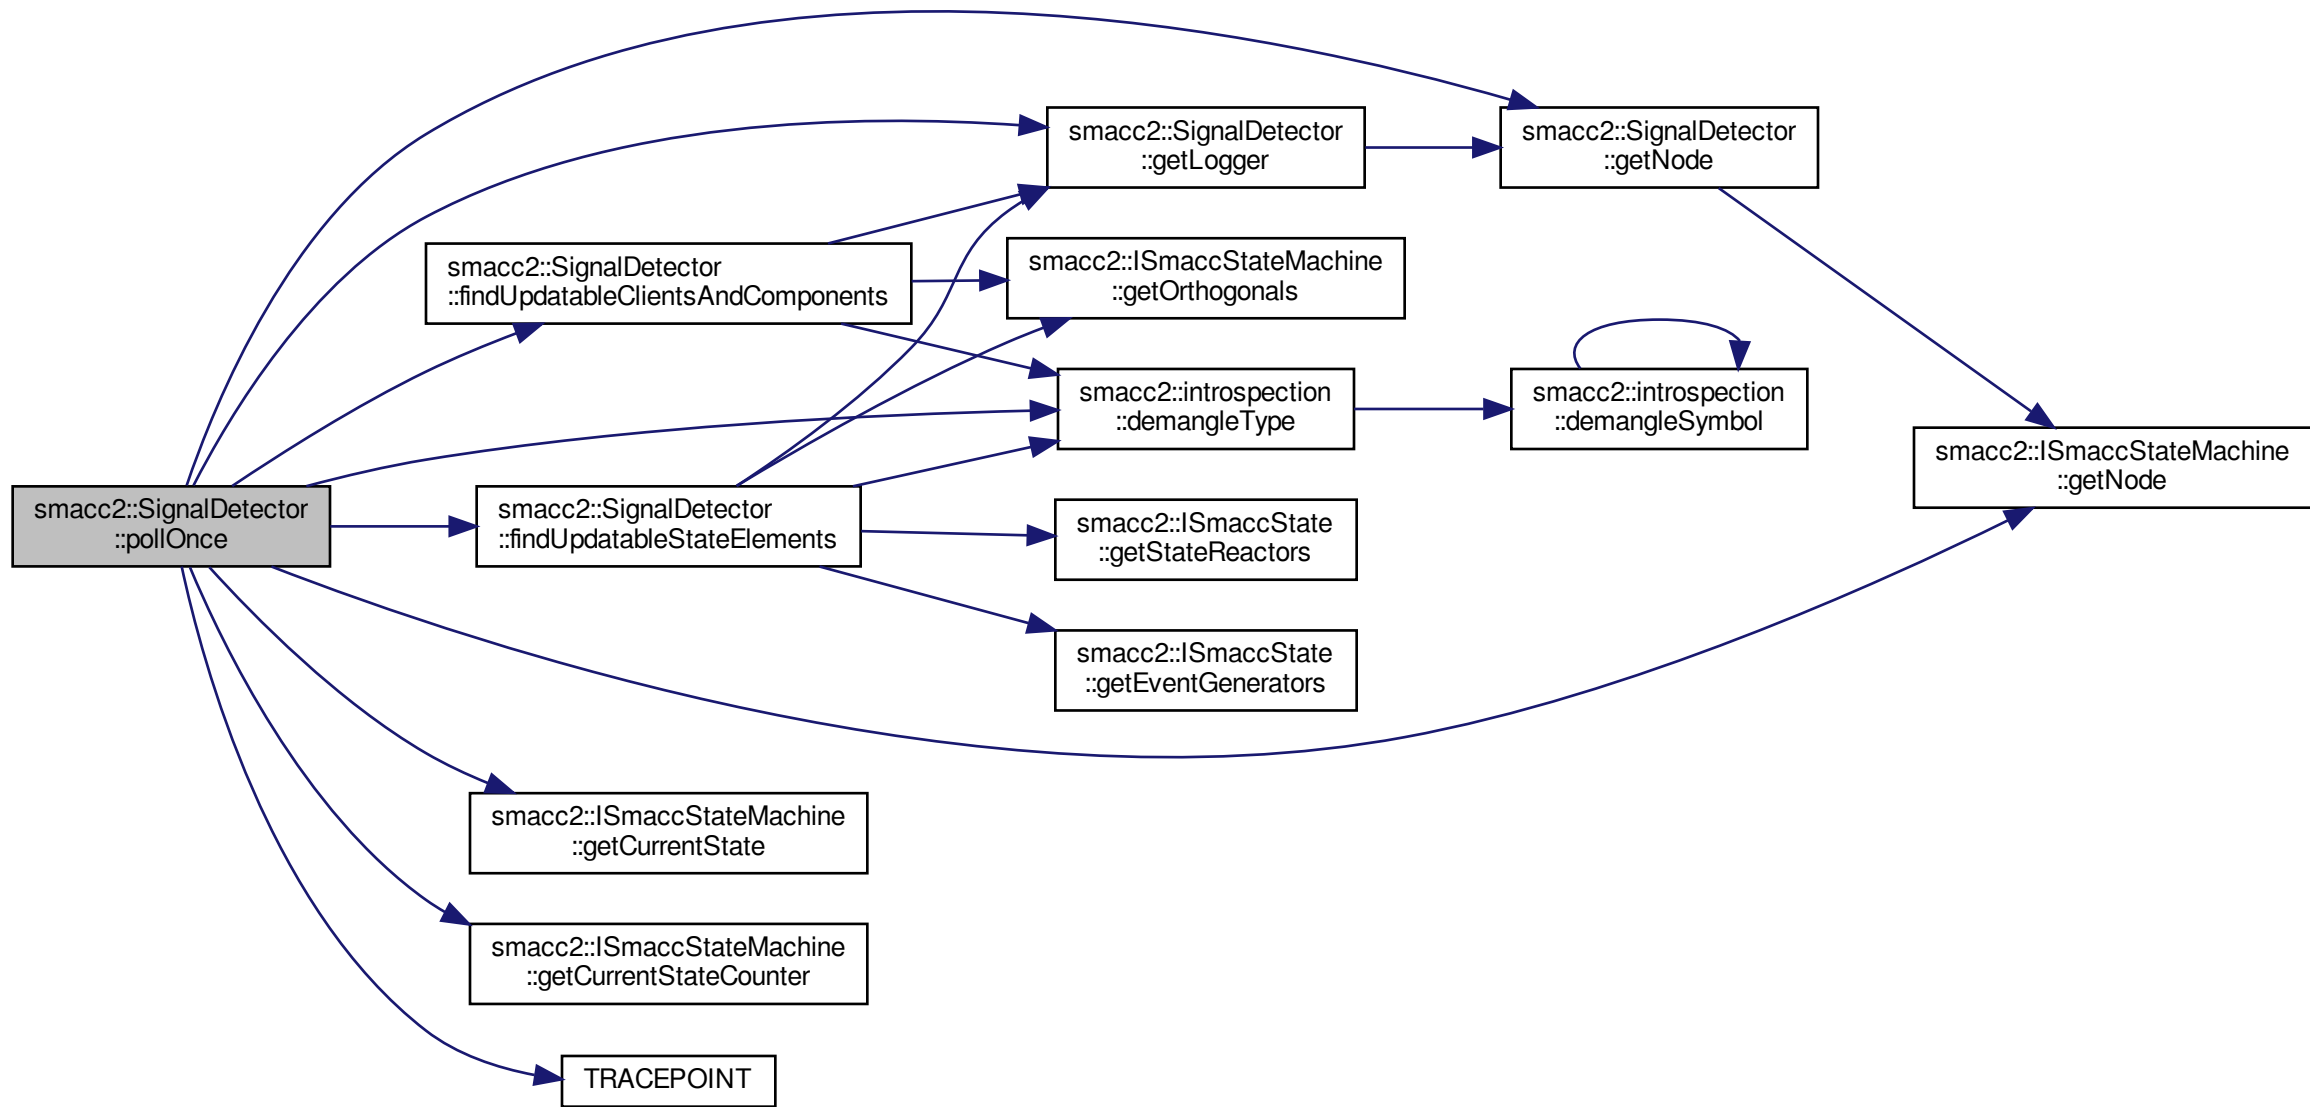 smacc2::SignalDetector
::pollOnce
smacc2::SignalDetector
::findUpdatableClientsAndComponents
smacc2::SignalDetector
::findUpdatableStateElements
smacc2::ISmaccStateMachine
::getCurrentState
smacc2::ISmaccStateMachine
::getCurrentStateCounter
TRACEPOINT
smacc2::SignalDetector
::getLogger
smacc2::ISmaccStateMachine
::getOrthogonals
smacc2::introspection
::demangleType
smacc2::ISmaccState
::getStateReactors
smacc2::ISmaccState
::getEventGenerators
smacc2::SignalDetector
::getNode
smacc2::introspection
::demangleSymbol
smacc2::ISmaccStateMachine
::getNode